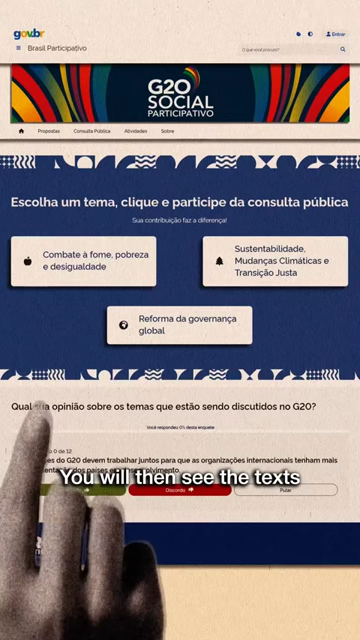 gov.br
Entrar
Brasil Participativo
O que você procura?
G20
SOCIAL
PARTICIPATIVO
Propostas
Consulta Pública
Atividades
Sobre
Escolha um tema, clique e participe da consulta pública
Sua contribuição faz a diferença!
Combate à fome, pobreza
e desigualdade
Sustentabilidade,
Mudanças Climáticas e
Transição Justa
Reforma da governança
global
opinião sobre os temas que estão sendo discutidos no G20?
Você respondeu 0% desta enquete
0 de 12
do G20 devem trabalhar juntos para que as organizações internacionais tenham mais
países
You will then see the texts
Discordo
Pular